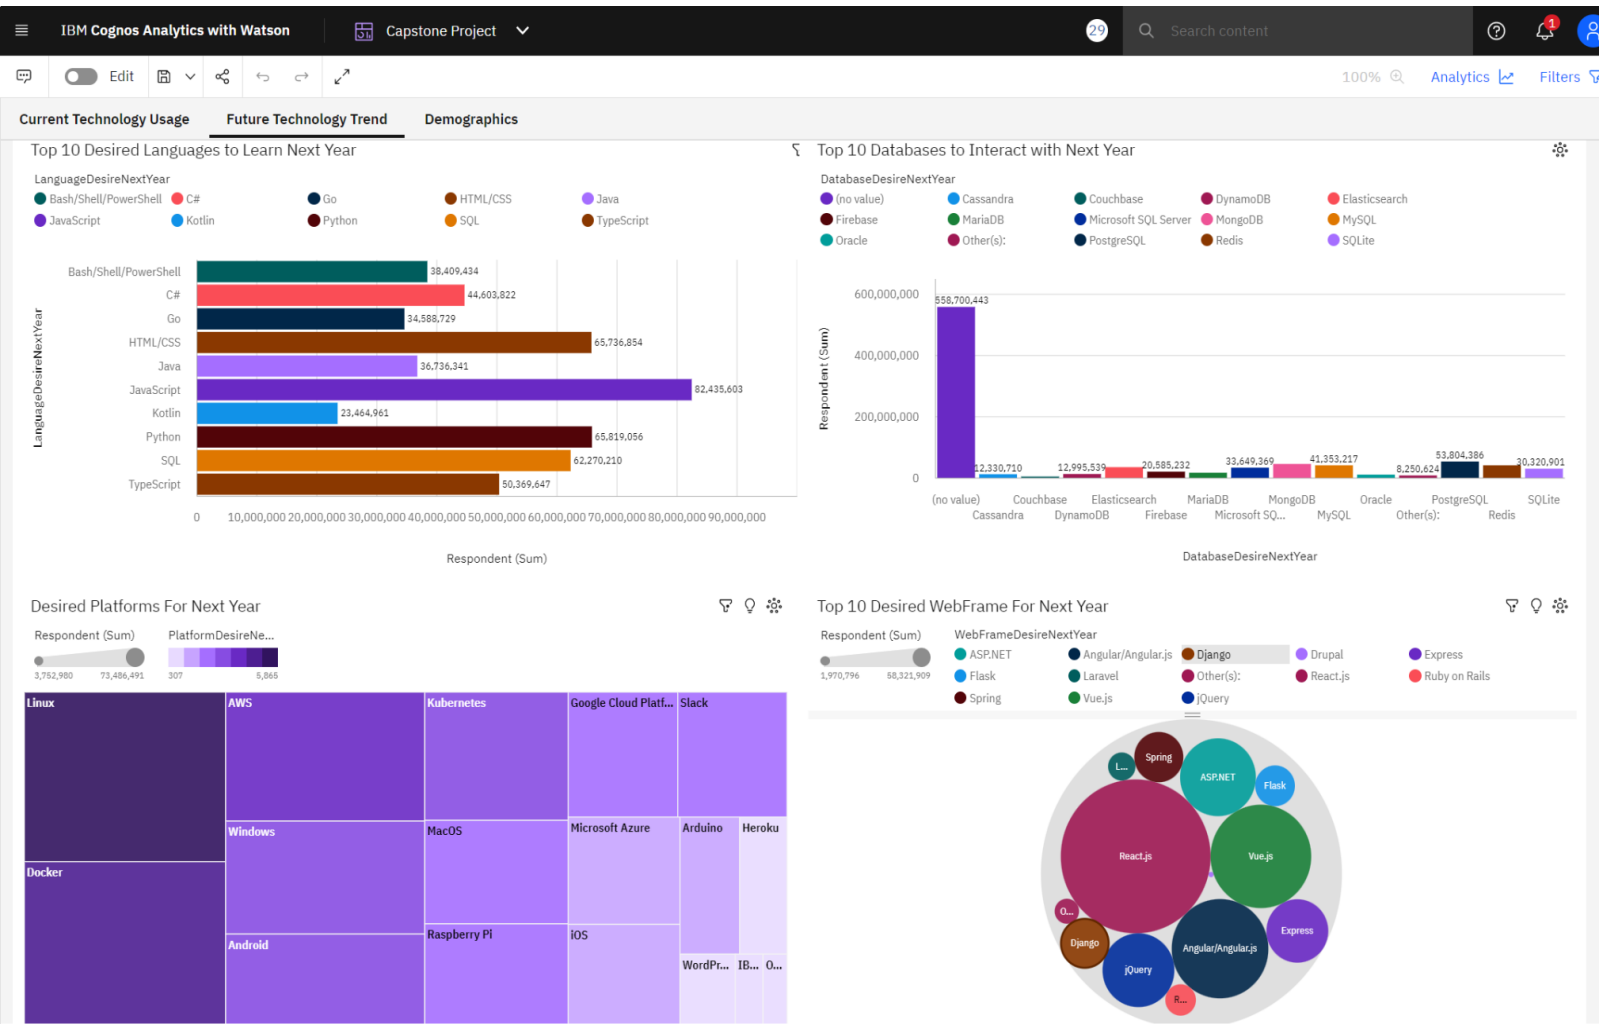 IBM Cognos Analytics with Watson
Capstone Project
29
Search content
1
Edit
100%
Analytics
Filters
Current Technology Usage
Future Technology Trend
Demographics
Top 10 Desired Languages to Learn Next Year
LanguageDesireNextYear
Bash/Shell/PowerShell C# Go HTML/CSS Java
JavaScript Kotlin Python SQL TypeScript
LanguageDesireNextYear
Bash/Shell/PowerShell 38,409,434
C# 44,603,822
Go 34,588,729
HTML/CSS 65,736,854
Java 36,736,341
JavaScript 82,435,603
Kotlin 23,464,961
Python 65,819,056
SQL 62,270,210
TypeScript 50,369,647
0 10,000,000 20,000,000 30,000,000 40,000,000 50,000,000 60,000,000 70,000,000 80,000,000 90,000,000
Respondent (Sum)
Top 10 Databases to Interact with Next Year
DatabaseDesireNextYear
(no value) Cassandra Couchbase DynamoDB Elasticsearch
Firebase MariaDB Microsoft SQL Server MongoDB MySQL
Oracle Other(s): PostgreSQL Redis SQLite
Respondent (Sum)
600,000,000
400,000,000
200,000,000
0
558,700,443
12,330,710 12,995,539 20,585,232 33,649,369 41,353,217 8,250,624 53,804,386 30,320,901
(no value) Couchbase Elasticsearch MariaDB MongoDB Oracle PostgreSQL SQLite
Cassandra DynamoDB Firebase Microsoft SQ... MySQL Other(s): Redis
DatabaseDesireNextYear
Desired Platforms For Next Year
Respondent (Sum) PlatformDesireNe...
3,752,980 73,486,491 307 5,865
Linux
AWS
Kubernetes
Google Cloud Platf...
Slack
Windows
MacOS
Microsoft Azure
Arduino
Heroku
Docker
Android
Raspberry Pi
iOS
WordPr...
IB...
O...
Top 10 Desired WebFrame For Next Year
Respondent (Sum) WebFrameDesireNextYear
1,970,796 58,321,909
ASP.NET Angular/Angular.js Django Drupal Express
Flask Laravel Other(s): React.js Ruby on Rails
Spring Vue.js jQuery
Spring
L...
ASP.NET
Flask
React.js
Vue.js
O...
Django
Express
Angular/Angular.js
jQuery
R...